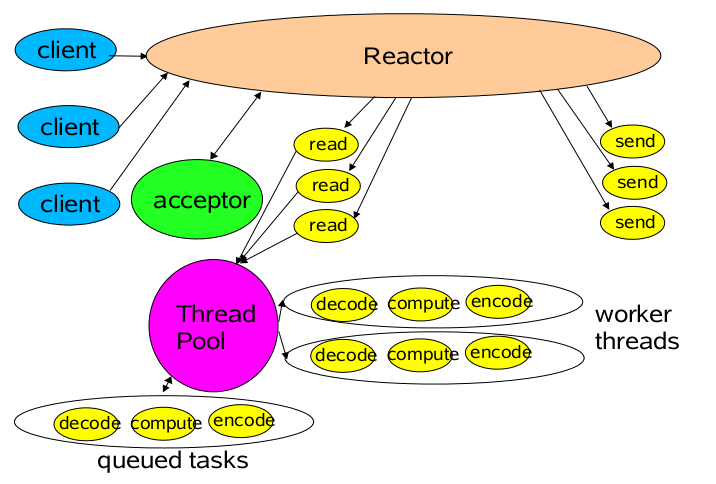 client
Reactor
client
read
send
read
send
client
acceptor
read
send
Thread
Pool
decode compute encode
worker
threads
decode compute encode
decode compute encode
queued tasks